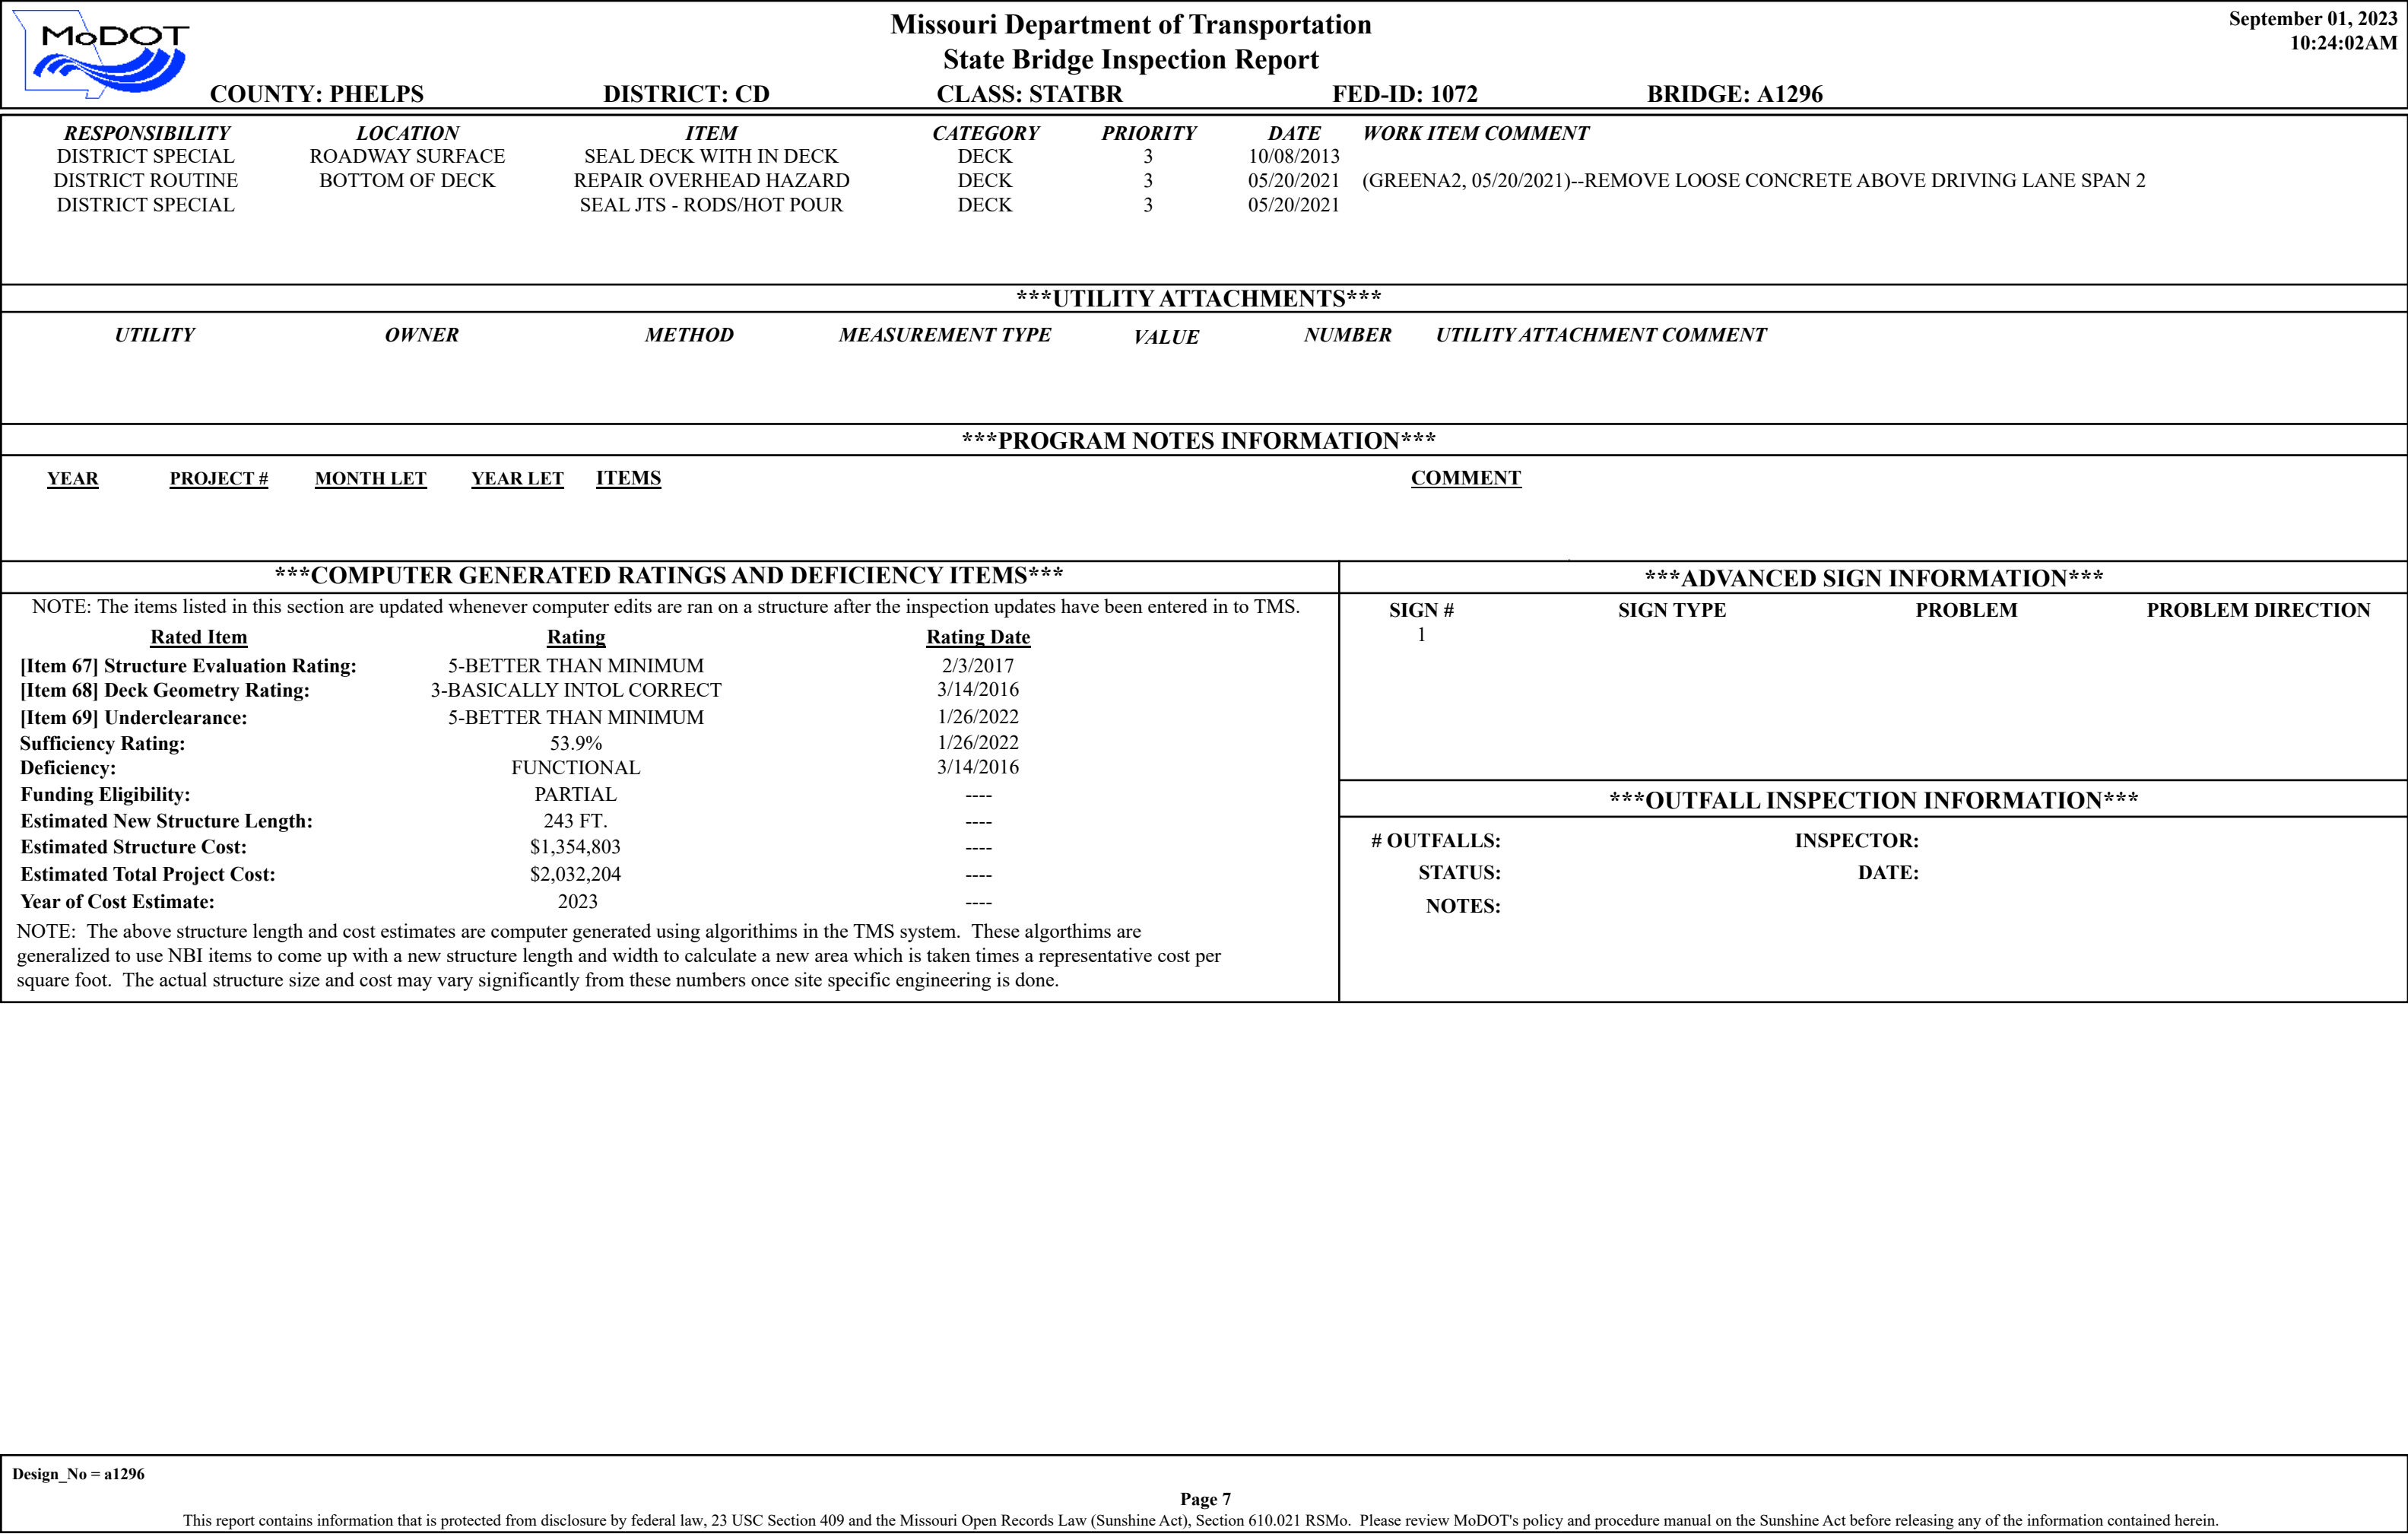 MoDOT
Missouri Department of Transportation
State Bridge Inspection Report
September 01, 2023
10:24:02AM
COUNTY: PHELPS DISTRICT: CD CLASS: STATBR FED-ID: 1072 BRIDGE: A1296
RESPONSIBILITY LOCATION ITEM CATEGORY PRIORITY DATE WORK ITEM COMMENT
DISTRICT SPECIAL ROADWAY SURFACE SEAL DECK WITH IN DECK DECK 3 10/08/2013
DISTRICT ROUTINE BOTTOM OF DECK REPAIR OVERHEAD HAZARD DECK 3 05/20/2021 (GREENA2, 05/20/2021)--REMOVE LOOSE CONCRETE ABOVE DRIVING LANE SPAN 2
DISTRICT SPECIAL SEAL JTS - RODS/HOT POUR DECK 3 05/20/2021
***UTILITY ATTACHMENTS***
UTILITY OWNER METHOD MEASUREMENT TYPE VALUE NUMBER UTILITY ATTACHMENT COMMENT
***PROGRAM NOTES INFORMATION***
YEAR PROJECT # MONTH LET YEAR LET ITEMS COMMENT
***COMPUTER GENERATED RATINGS AND DEFICIENCY ITEMS***
NOTE: The items listed in this section are updated whenever computer edits are ran on a structure after the inspection updates have been entered in to TMS.
Rated Item Rating Rating Date
[Item 67] Structure Evaluation Rating: 5-BETTER THAN MINIMUM 2/3/2017
[Item 68] Deck Geometry Rating: 3-BASICALLY INTOL CORRECT 3/14/2016
[Item 69] Underclearance: 5-BETTER THAN MINIMUM 1/26/2022
Sufficiency Rating: 53.9% 1/26/2022
Deficiency: FUNCTIONAL 3/14/2016
Funding Eligibility: PARTIAL ----
Estimated New Structure Length: 243 FT. ----
Estimated Structure Cost: $1,354,803 ----
Estimated Total Project Cost: $2,032,204 ----
Year of Cost Estimate: 2023 ----
NOTE: The above structure length and cost estimates are computer generated using algorithims in the TMS system. These algorthims are
generalized to use NBI items to come up with a new structure length and width to calculate a new area which is taken times a representative cost per
square foot. The actual structure size and cost may vary significantly from these numbers once site specific engineering is done.
***ADVANCED SIGN INFORMATION***
SIGN # SIGN TYPE PROBLEM PROBLEM DIRECTION
1
***OUTFALL INSPECTION INFORMATION***
# OUTFALLS: INSPECTOR:
STATUS: DATE:
NOTES:
Design_No = a1296
Page 7
This report contains information that is protected from disclosure by federal law, 23 USC Section 409 and the Missouri Open Records Law (Sunshine Act), Section 610.021 RSMo. Please review MoDOT's policy and procedure manual on the Sunshine Act before releasing any of the information contained herein.